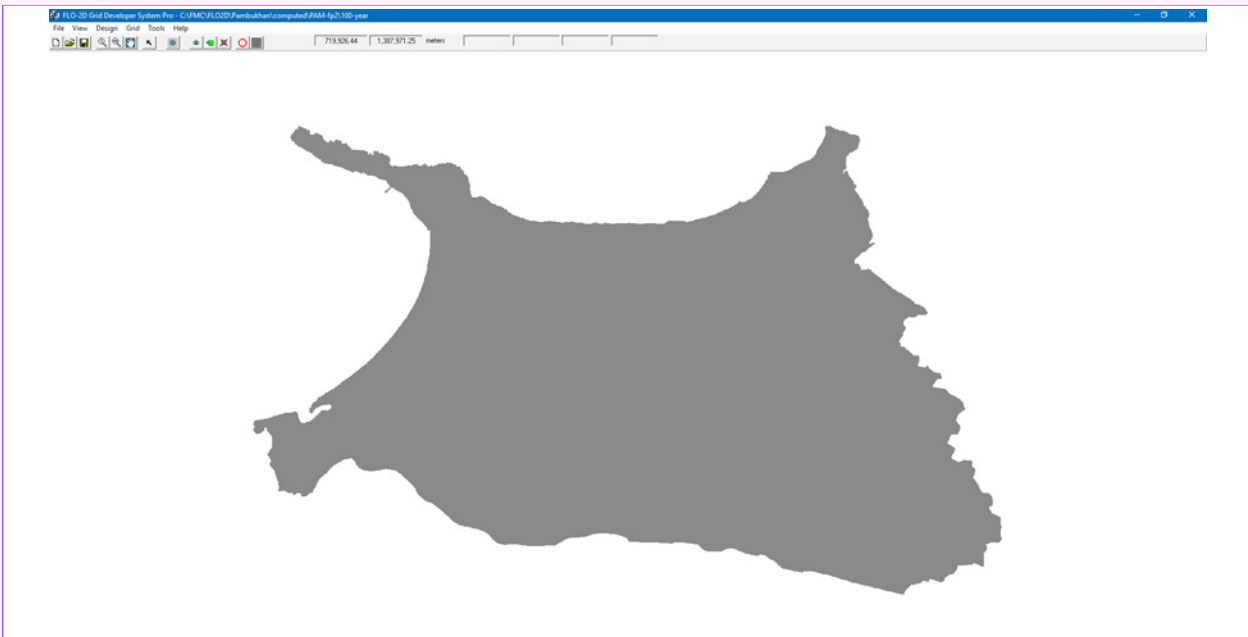 FLO-2D Grid Developer System Pro - C:\FMC\FLO2D\Pambukhan\computed\PAM-fp2\100-year
File View Design Grid Tools Help
719,926.44 1,387,971.25 meters